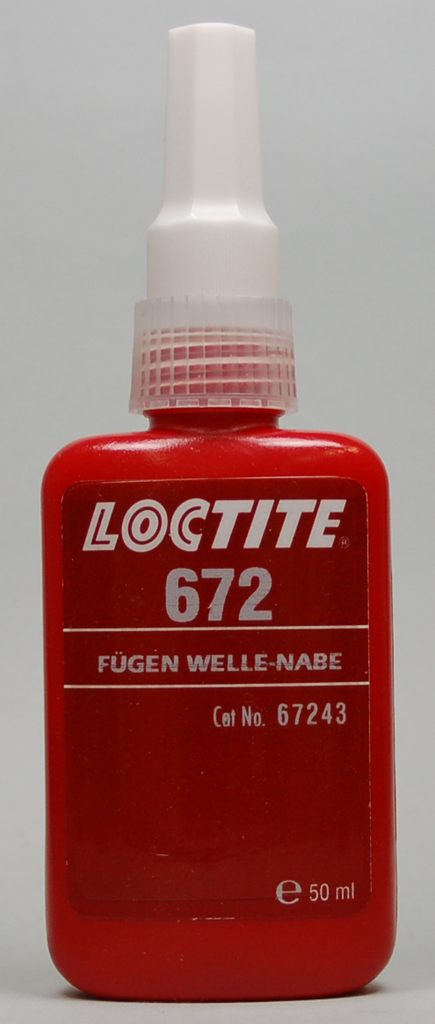 LOCTITE®
672
FÜGEN WELLE-NABE
Cat No. 67243
℮ 50 ml